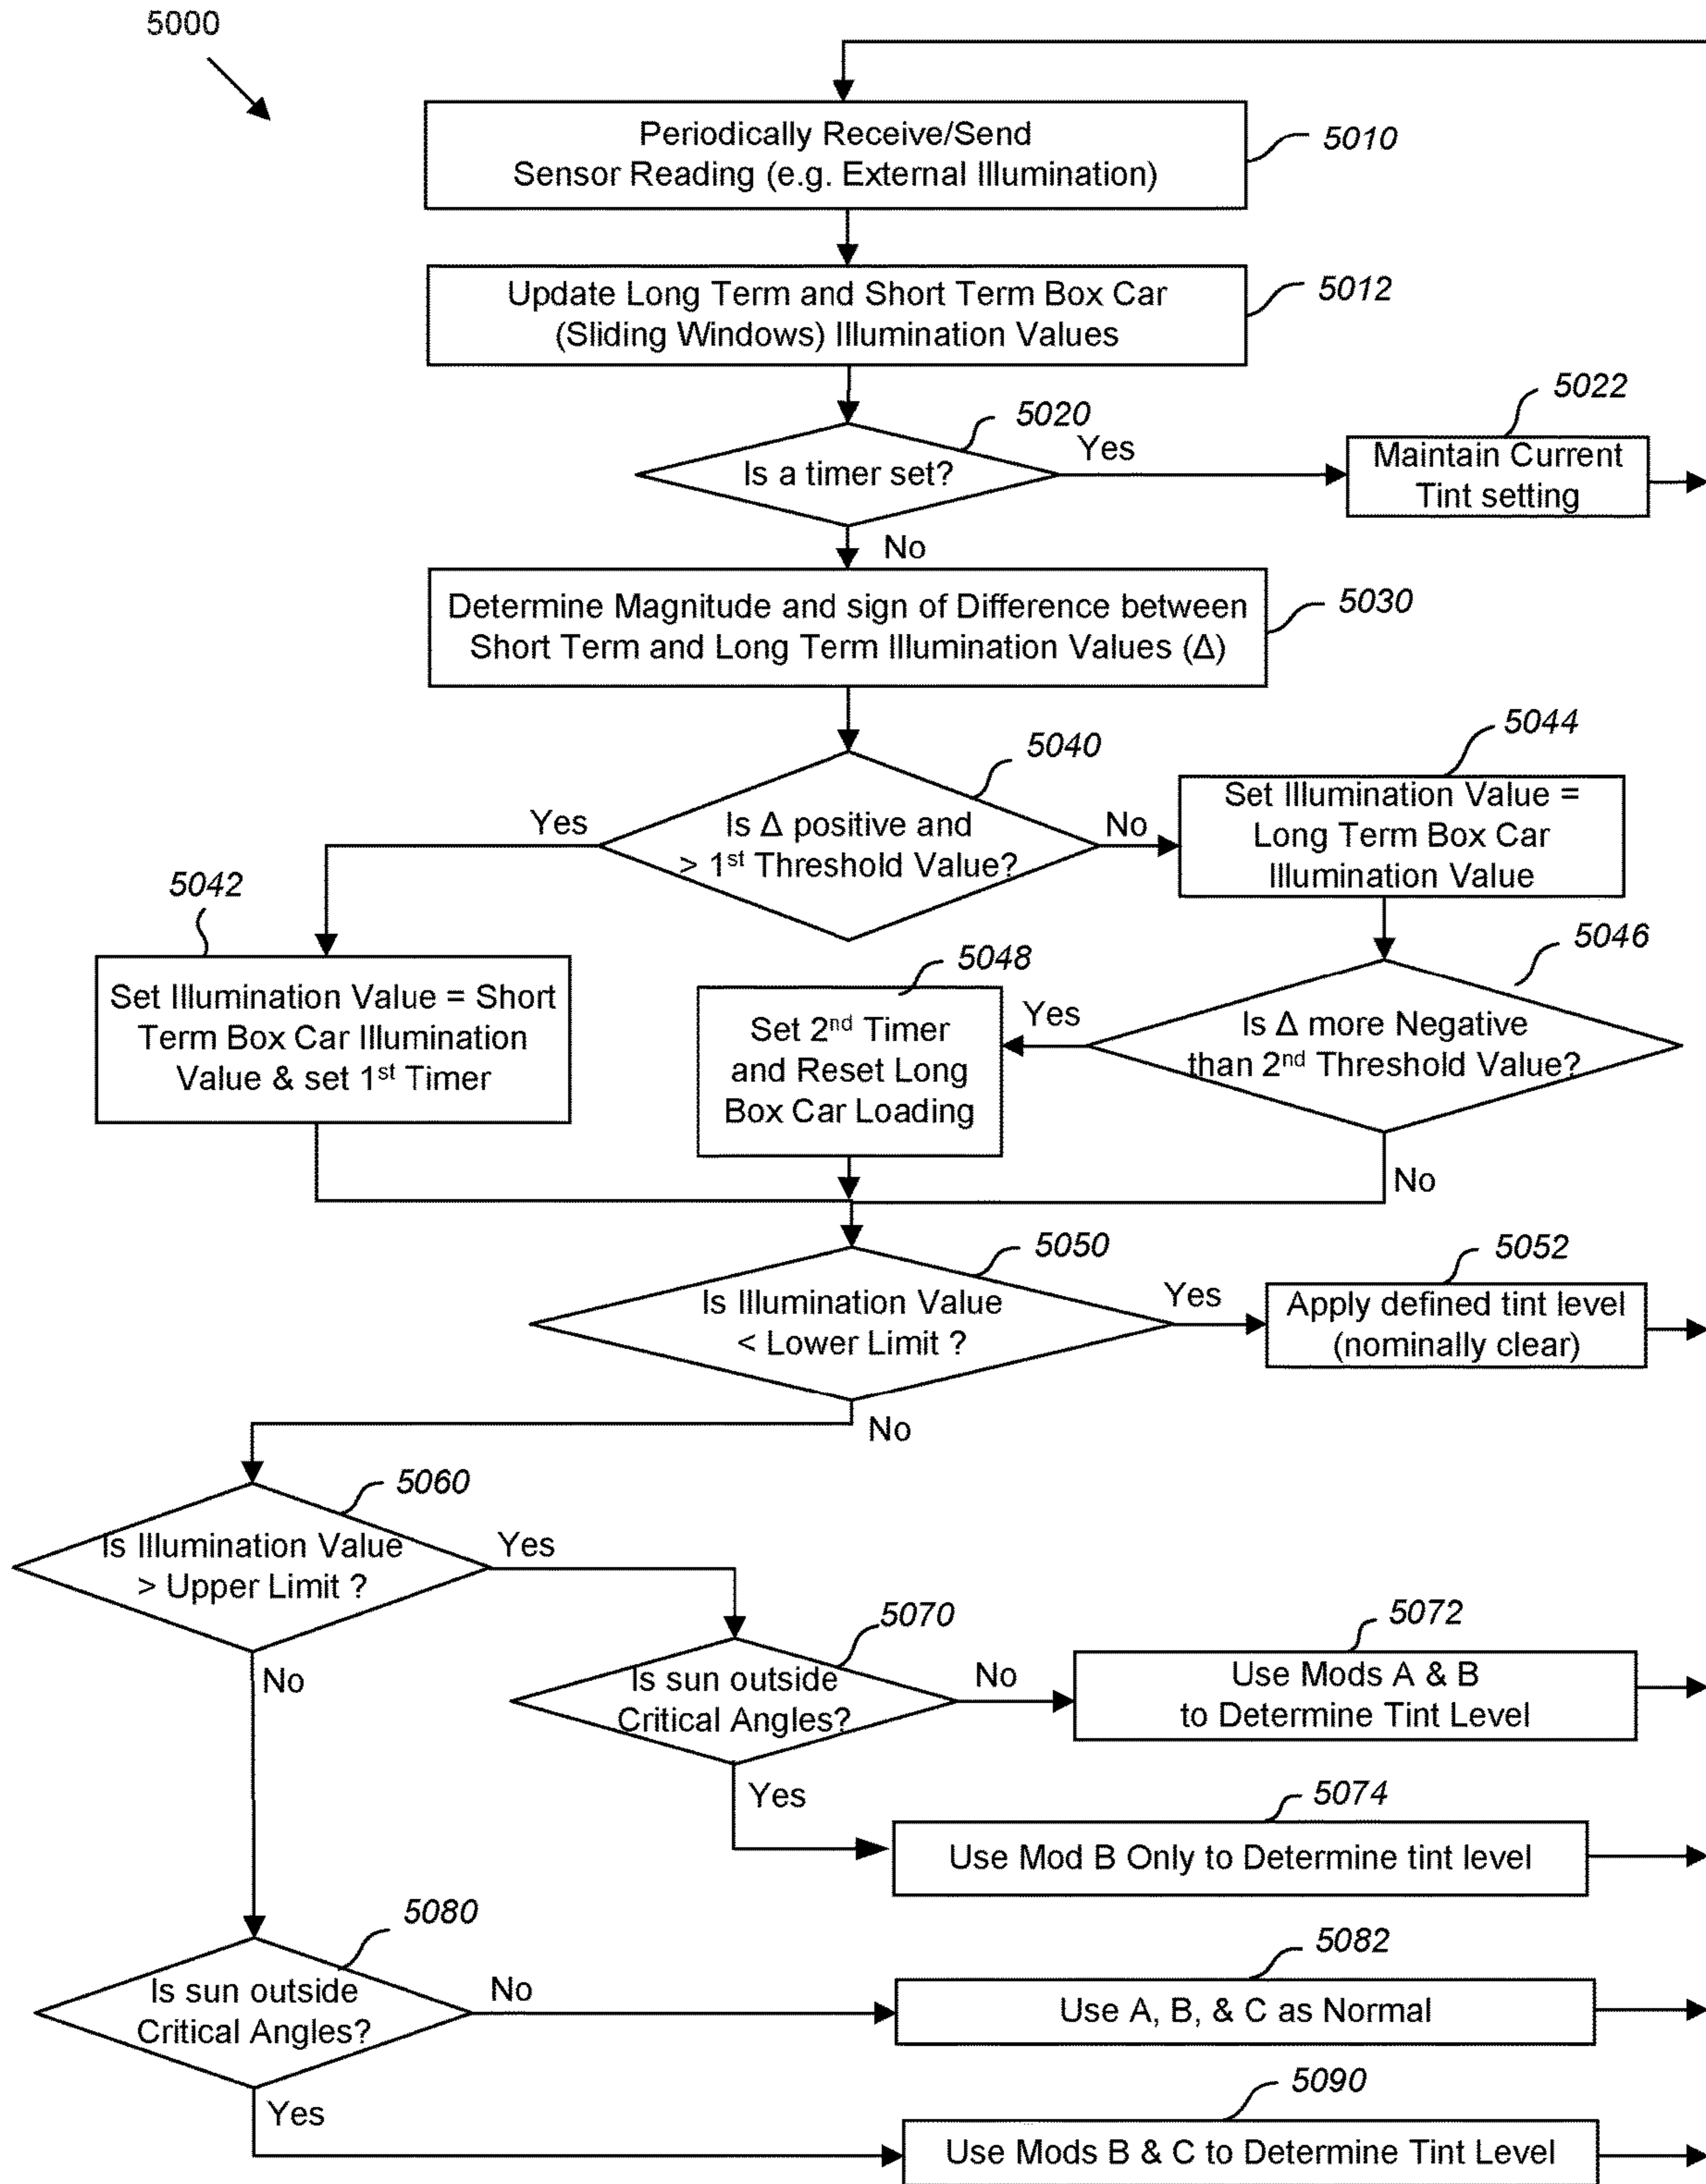 5000
Periodically Receive/Send
Sensor Reading (e.g. External Illumination)
5010
Update Long Term and Short Term Box Car
(Sliding Windows) Illumination Values
5012
5020
Is a timer set?
Yes
5022
Maintain Current
Tint setting
No
Determine Magnitude and sign of Difference between
Short Term and Long Term Illumination Values (Δ)
5030
5040
Is Δ positive and
> 1st Threshold Value?
Yes
No
5044
Set Illumination Value =
Long Term Box Car
Illumination Value
5042
Set Illumination Value = Short
Term Box Car Illumination
Value & set 1st Timer
5048
Set 2nd Timer
and Reset Long
Box Car Loading
Yes
5046
Is Δ more Negative
than 2nd Threshold Value?
No
5050
Is Illumination Value
< Lower Limit ?
Yes
5052
Apply defined tint level
(nominally clear)
No
5060
Is Illumination Value
> Upper Limit ?
Yes
No
5070
Is sun outside
Critical Angles?
No
5072
Use Mods A & B
to Determine Tint Level
Yes
5074
Use Mod B Only to Determine tint level
5080
Is sun outside
Critical Angles?
No
5082
Use A, B, & C as Normal
Yes
5090
Use Mods B & C to Determine Tint Level